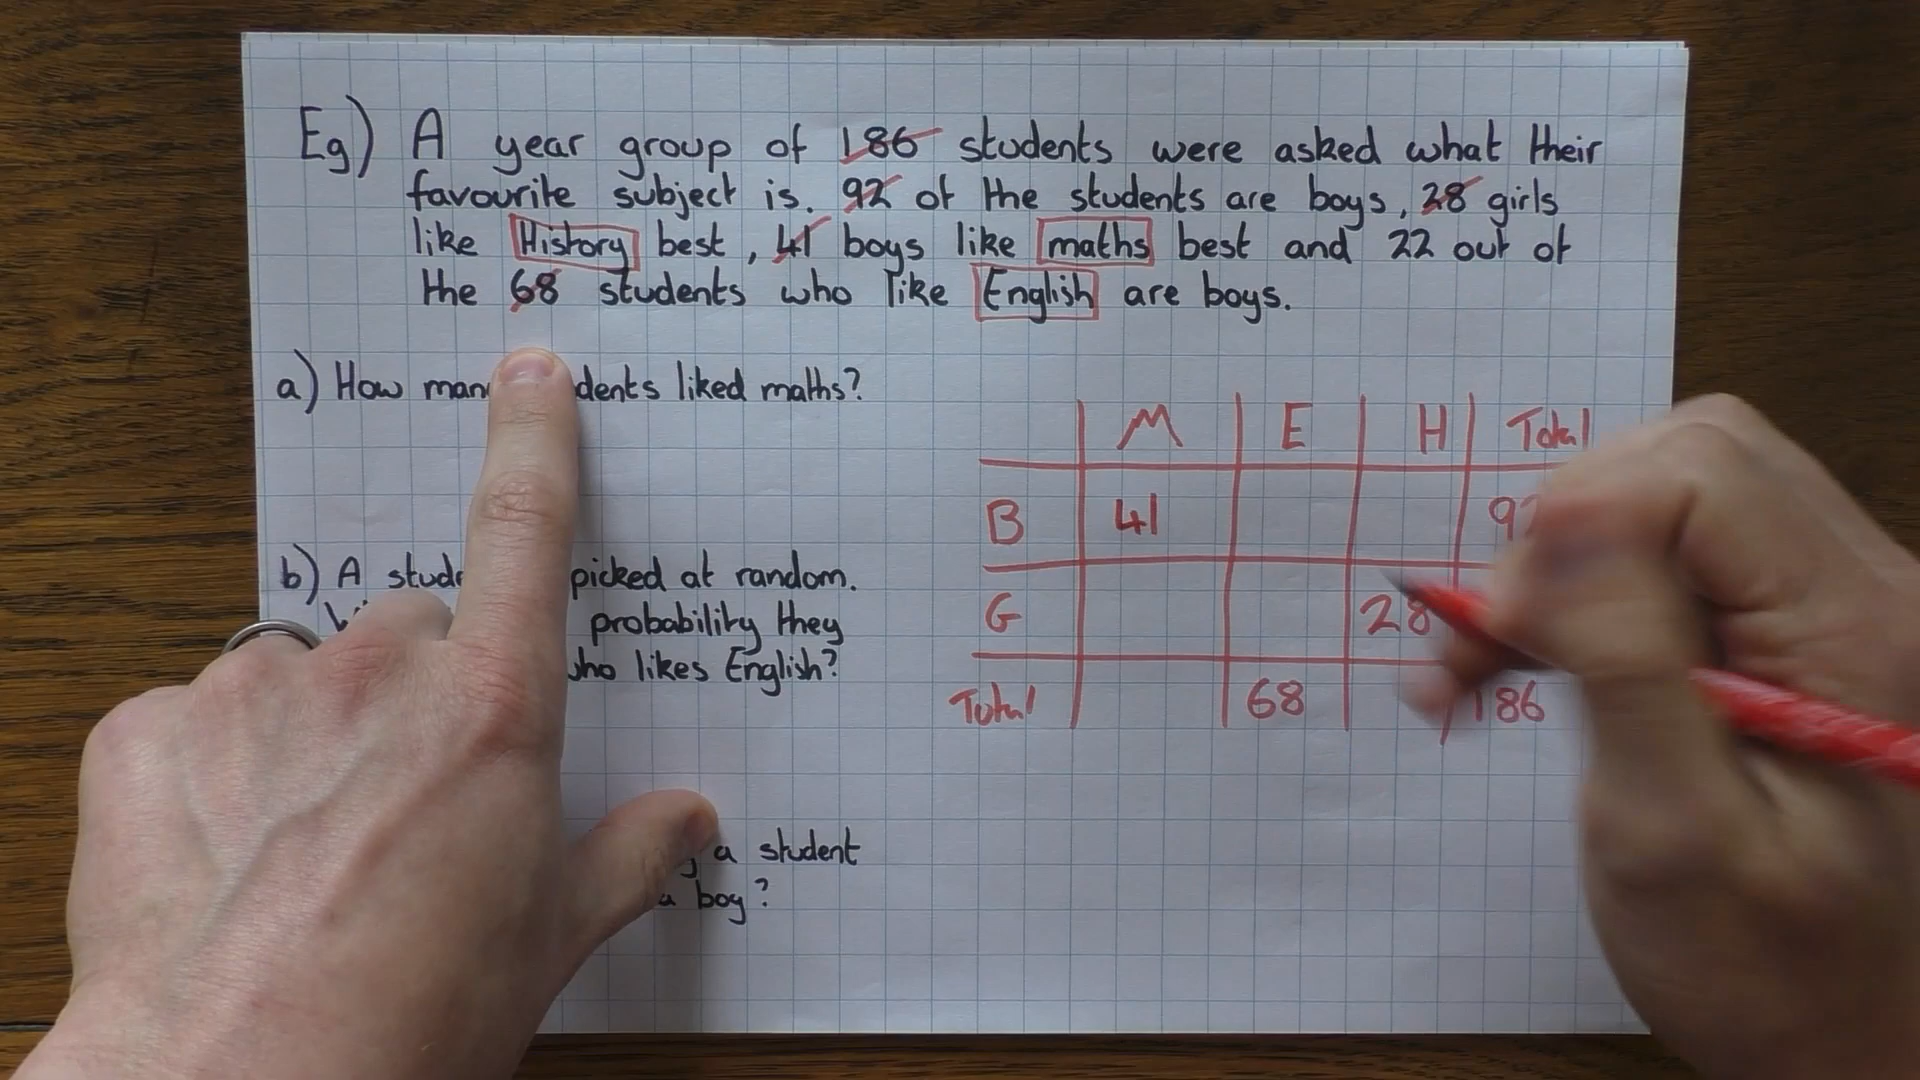 Eg) A year group of 186 students were asked what their
favourite subject is. 92 of the students are boys, 28 girls
like History best, 41 boys like maths best and 22 out of
the 68 students who like English are boys.
a) How dents liked maths?
M E H Total
B 41
b) A picked at random.
probability they
G 28
who likes English?
Total 68 186
a student
a boy?